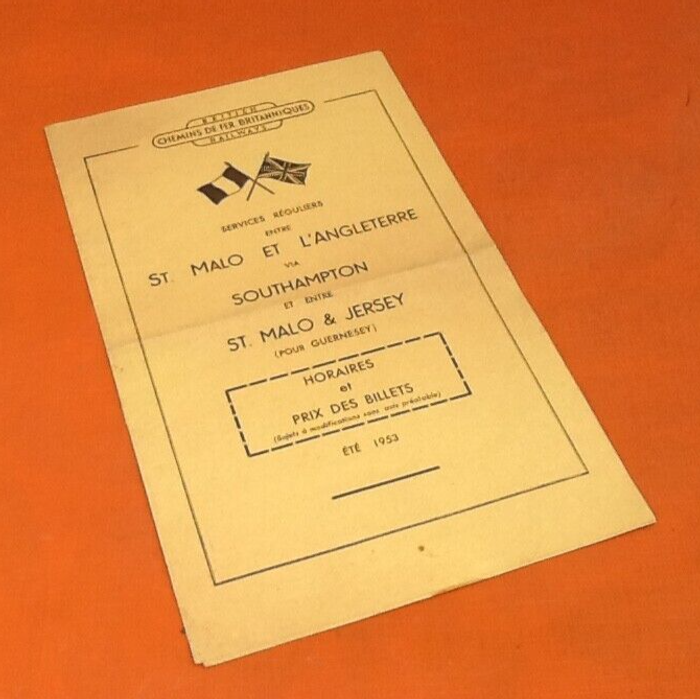 BRITISH
CHEMINS DE FER BRITANNIQUES
RAILWAYS
SERVICES RÉGULIERS
ENTRE
ST. MALO ET L'ANGLETERRE
VIA
SOUTHAMPTON
ET ENTRE
ST. MALO & JERSEY
(POUR GUERNESEY)
HORAIRES
et
PRIX DES BILLETS
(Sujets à modifications sans avis préalable)
ÉTÉ 1953